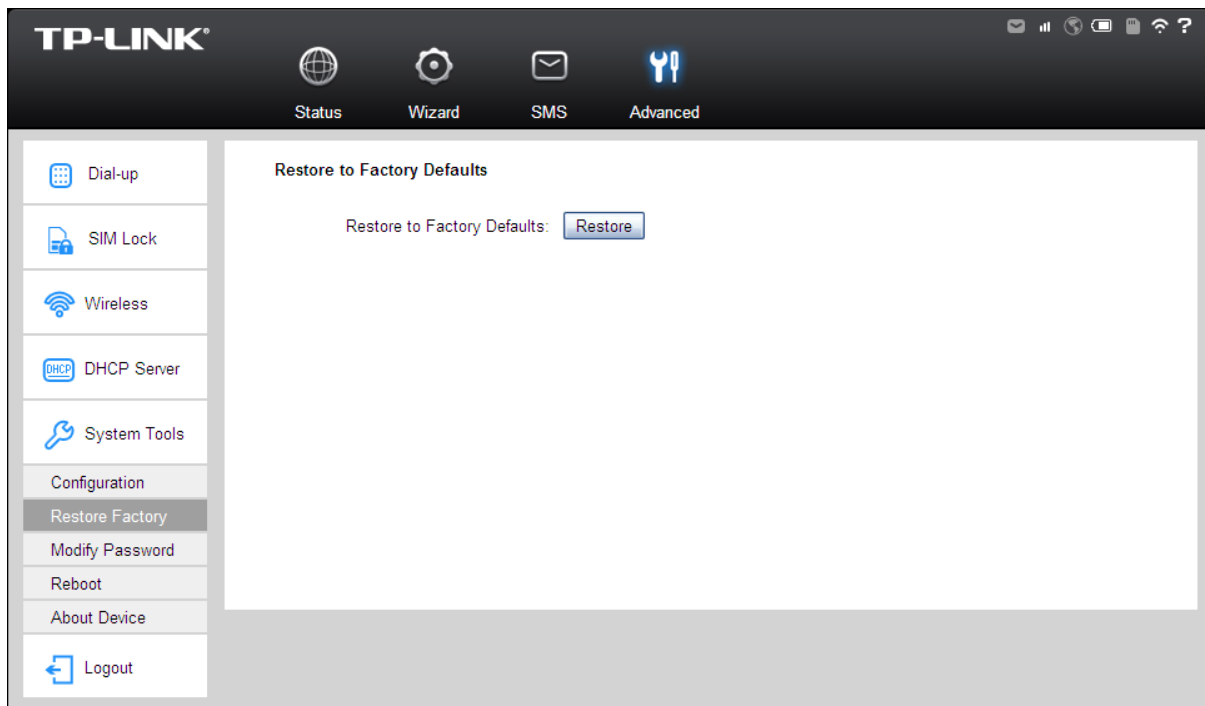 TP-LINK®
?
Status Wizard SMS Advanced
Dial-up
SIM Lock
Wireless
DHCP DHCP Server
System Tools
Configuration
Restore Factory
Modify Password
Reboot
About Device
Logout
Restore to Factory Defaults
Restore to Factory Defaults: Restore